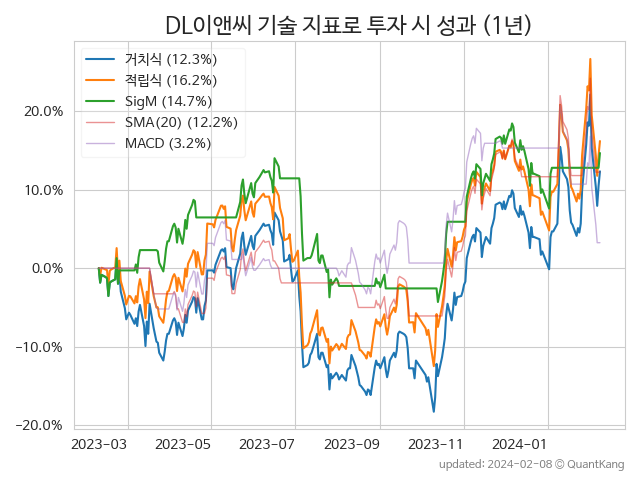 DL이앤씨 기술 지표로 투자 시 성과 (1년)
거치식 (12.3%)
적립식 (16.2%)
SigM (14.7%)
SMA(20) (12.2%)
MACD (3.2%)
20.0%
10.0%
0.0%
−10.0%
−20.0%
2023-03 2023-05 2023-07 2023-09 2023-11 2024-01
updated: 2024-02-08 © QuantKang